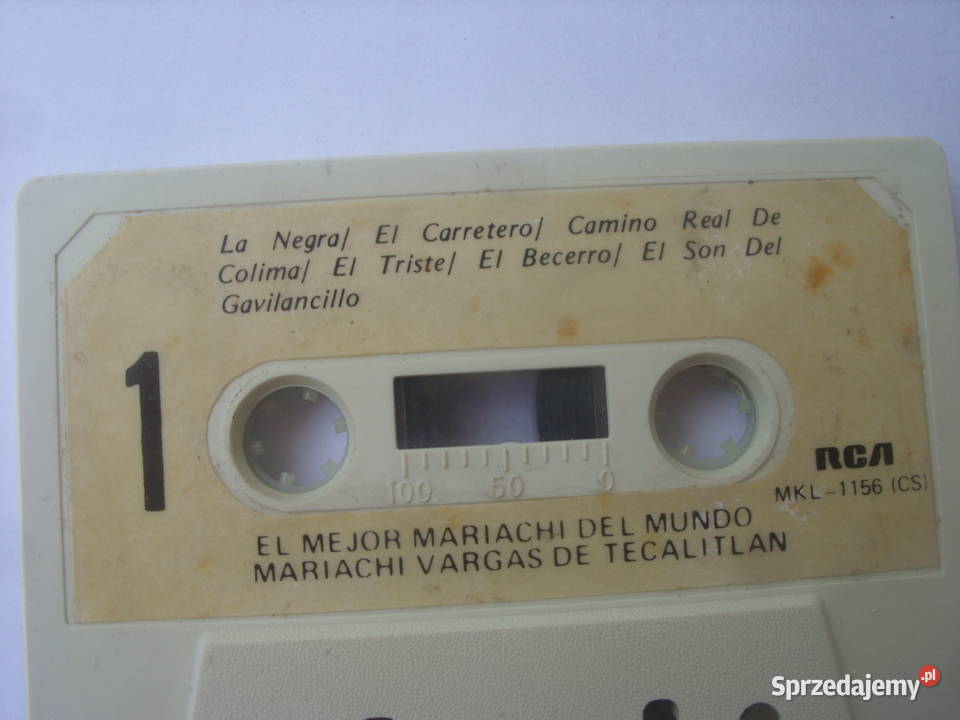 La Negra/ El Carretero/ Camino Real De
Colima/ El Triste/ El Becerro/ El Son Del
Gavilancillo
1
100 50 0
RCA
MKL-1156 (CS)
EL MEJOR MARIACHI DEL MUNDO
MARIACHI VARGAS DE TECALITLAN
Sprzedajemy.pl